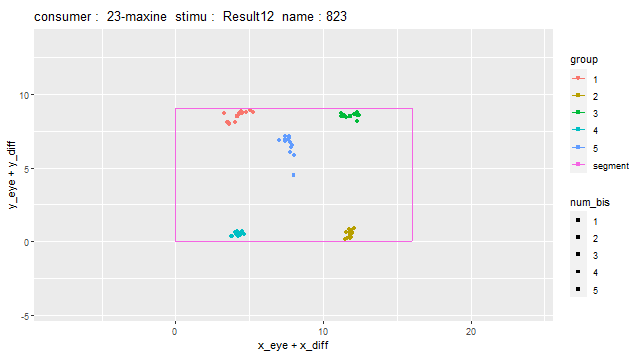 consumer : 23-maxine stimu : Result12 name : 823
group
1
2
3
4
5
segment
num_bis
1
2
3
4
5
y_eye + y_diff
10
5
0
-5
0
10
20
x_eye + x_diff